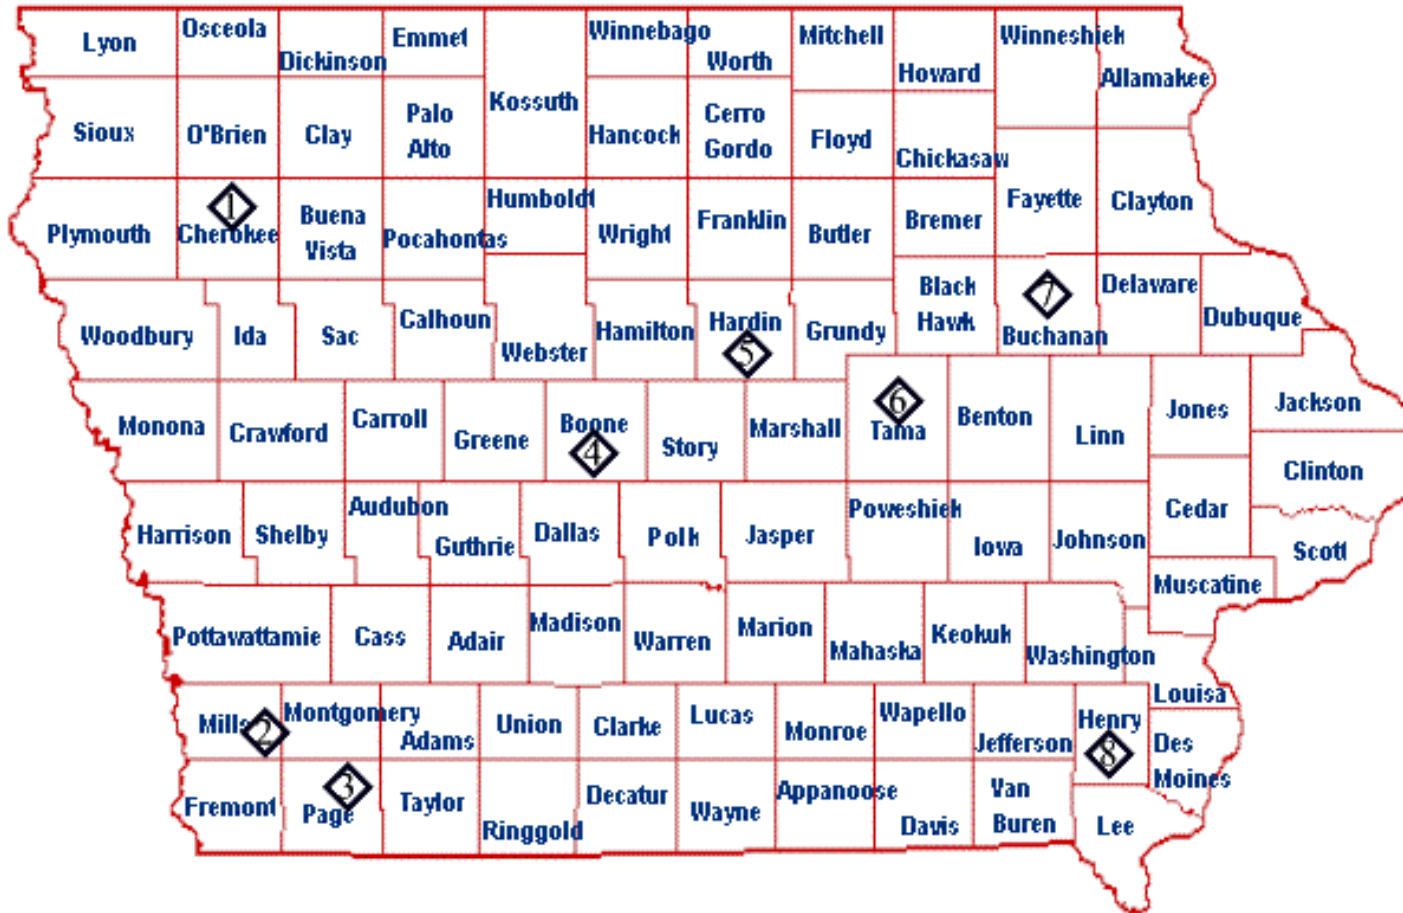 Lyon
Osceola
Dickinson
Emmet
Kossuth
Winnebago
Worth
Mitchell
Howard
Winneshiek
Allamakee
Sioux
O'Brien
Clay
Palo
Alto
Hancock
Cerro
Gordo
Floyd
Chickasaw
Plymouth
1
Cherokee
Buena
Vista
Pocahontas
Humboldt
Wright
Franklin
Butler
Bremer
Fayette
Clayton
Woodbury
Ida
Sac
Calhoun
Webster
Hamilton
Hardin
5
Grundy
Black
Hawk
7
Buchanan
Delaware
Dubuque
Monona
Crawford
Carroll
Greene
Boone
4
Story
Marshall
6
Tama
Benton
Linn
Jones
Jackson
Clinton
Harrison
Shelby
Audubon
Guthrie
Dallas
Polk
Jasper
Poweshiek
Iowa
Johnson
Cedar
Scott
Muscatine
Pottawattamie
Cass
Adair
Madison
Warren
Marion
Mahaska
Keokuk
Washington
Louisa
Mills
2
Montgomery
Adams
Union
Clarke
Lucas
Monroe
Wapello
Jefferson
Henry
8
Des
Moines
Fremont
3
Page
Taylor
Ringgold
Decatur
Wayne
Appanoose
Davis
Van
Buren
Lee